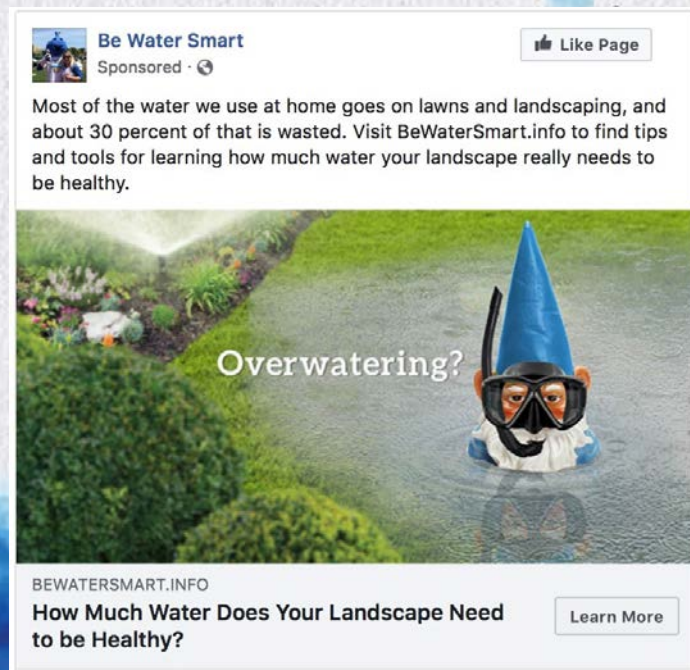 Be Water Smart
Like Page
Sponsored ·
Most of the water we use at home goes on lawns and landscaping, and
about 30 percent of that is wasted. Visit BeWaterSmart.info to find tips
and tools for learning how much water your landscape really needs to
be healthy.
Overwatering?
BEWATERSMART.INFO
How Much Water Does Your Landscape Need
to be Healthy?
Learn More